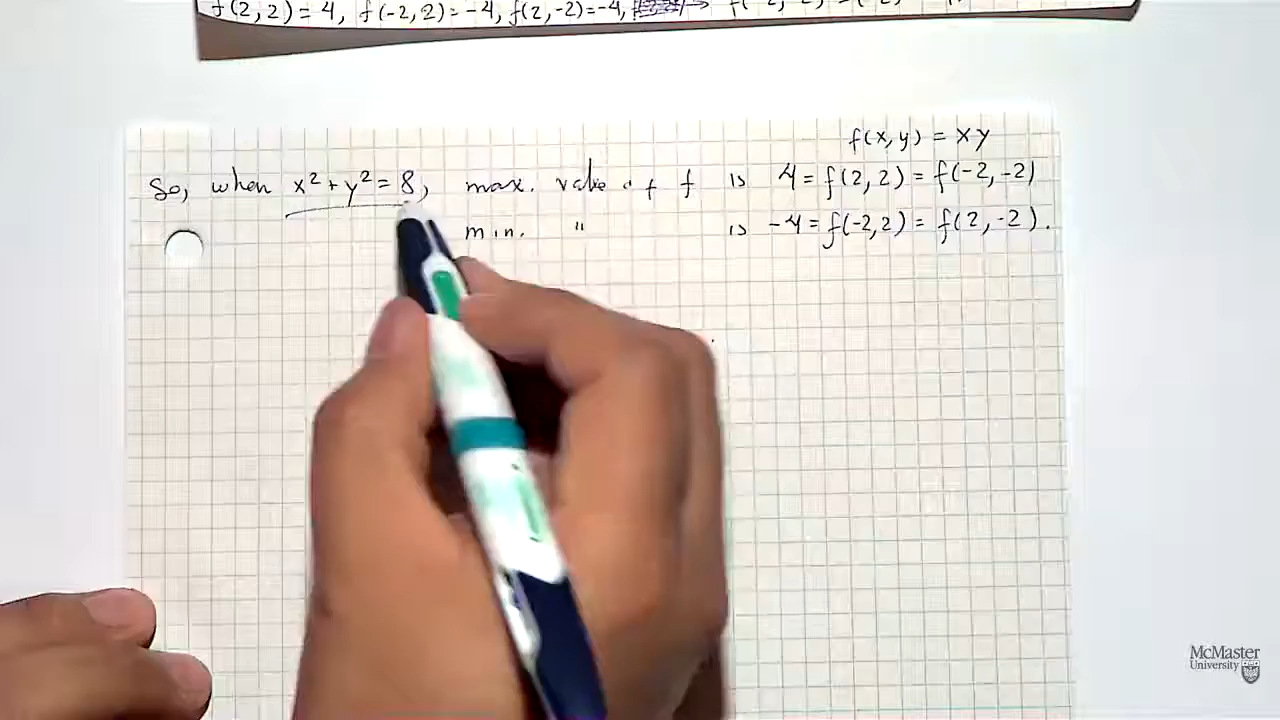 f(2,2) = 4, f(-2,2) = -4, f(2,-2) = -4,
f(x,y) = xy
So, when x² + y² = 8, max. value of f is 4 = f(2,2) = f(-2,-2)
min. " is -4 = f(-2,2) = f(2,-2).
McMaster
University